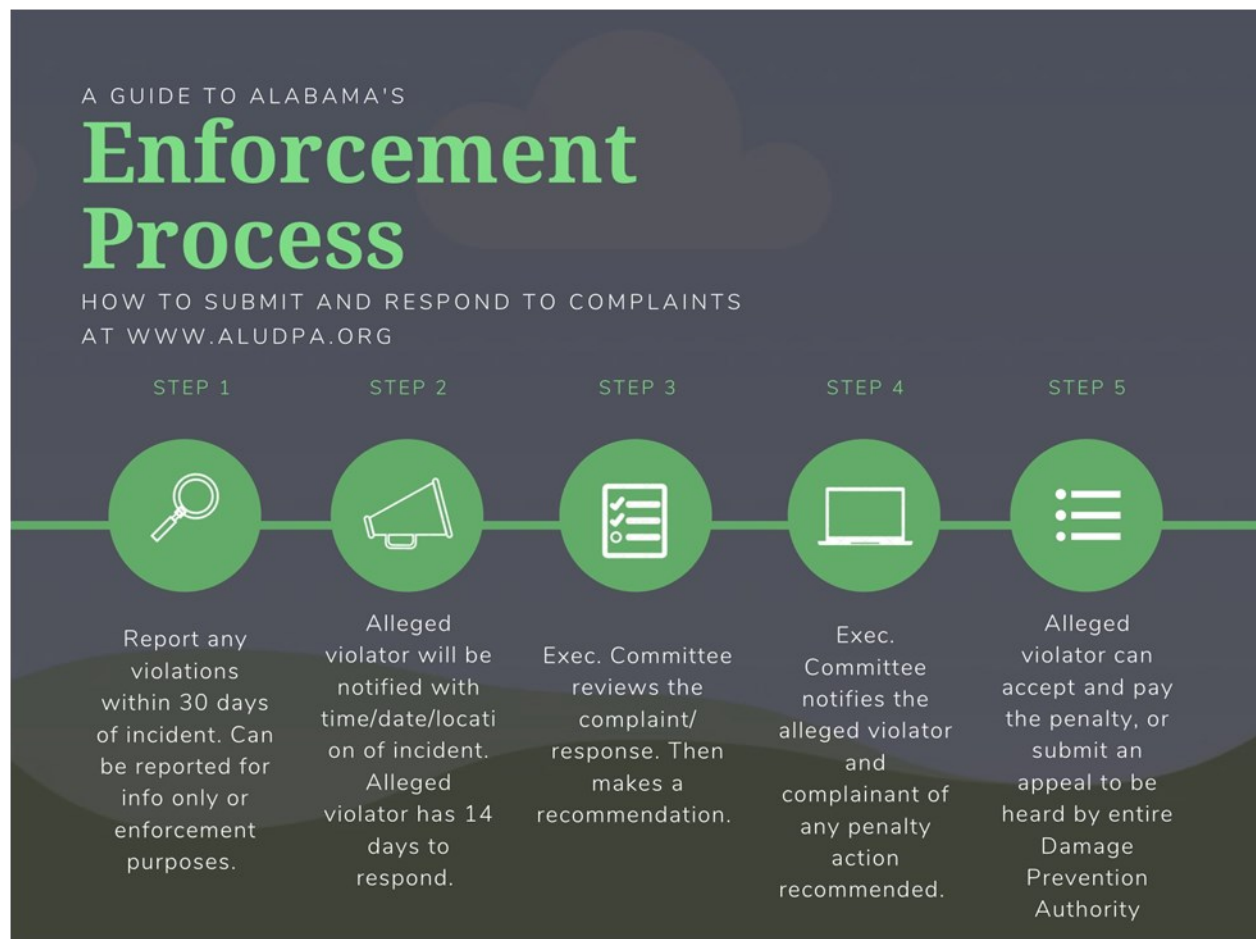 A GUIDE TO ALABAMA'S
Enforcement
Process
HOW TO SUBMIT AND RESPOND TO COMPLAINTS
AT WWW.ALUDPA.ORG
STEP 1
Report any
violations
within 30 days
of incident. Can
be reported for
info only or
enforcement
purposes.
STEP 2
Alleged
violator will be
notified with
time/date/locati
on of incident.
Alleged
violator has 14
days to
respond.
STEP 3
Exec. Committee
reviews the
complaint/
response. Then
makes a
recommendation.
STEP 4
Exec.
Committee
notifies the
alleged violator
and
complainant of
any penalty
action
recommended.
STEP 5
Alleged
violator can
accept and pay
the penalty, or
submit an
appeal to be
heard by entire
Damage
Prevention
Authority